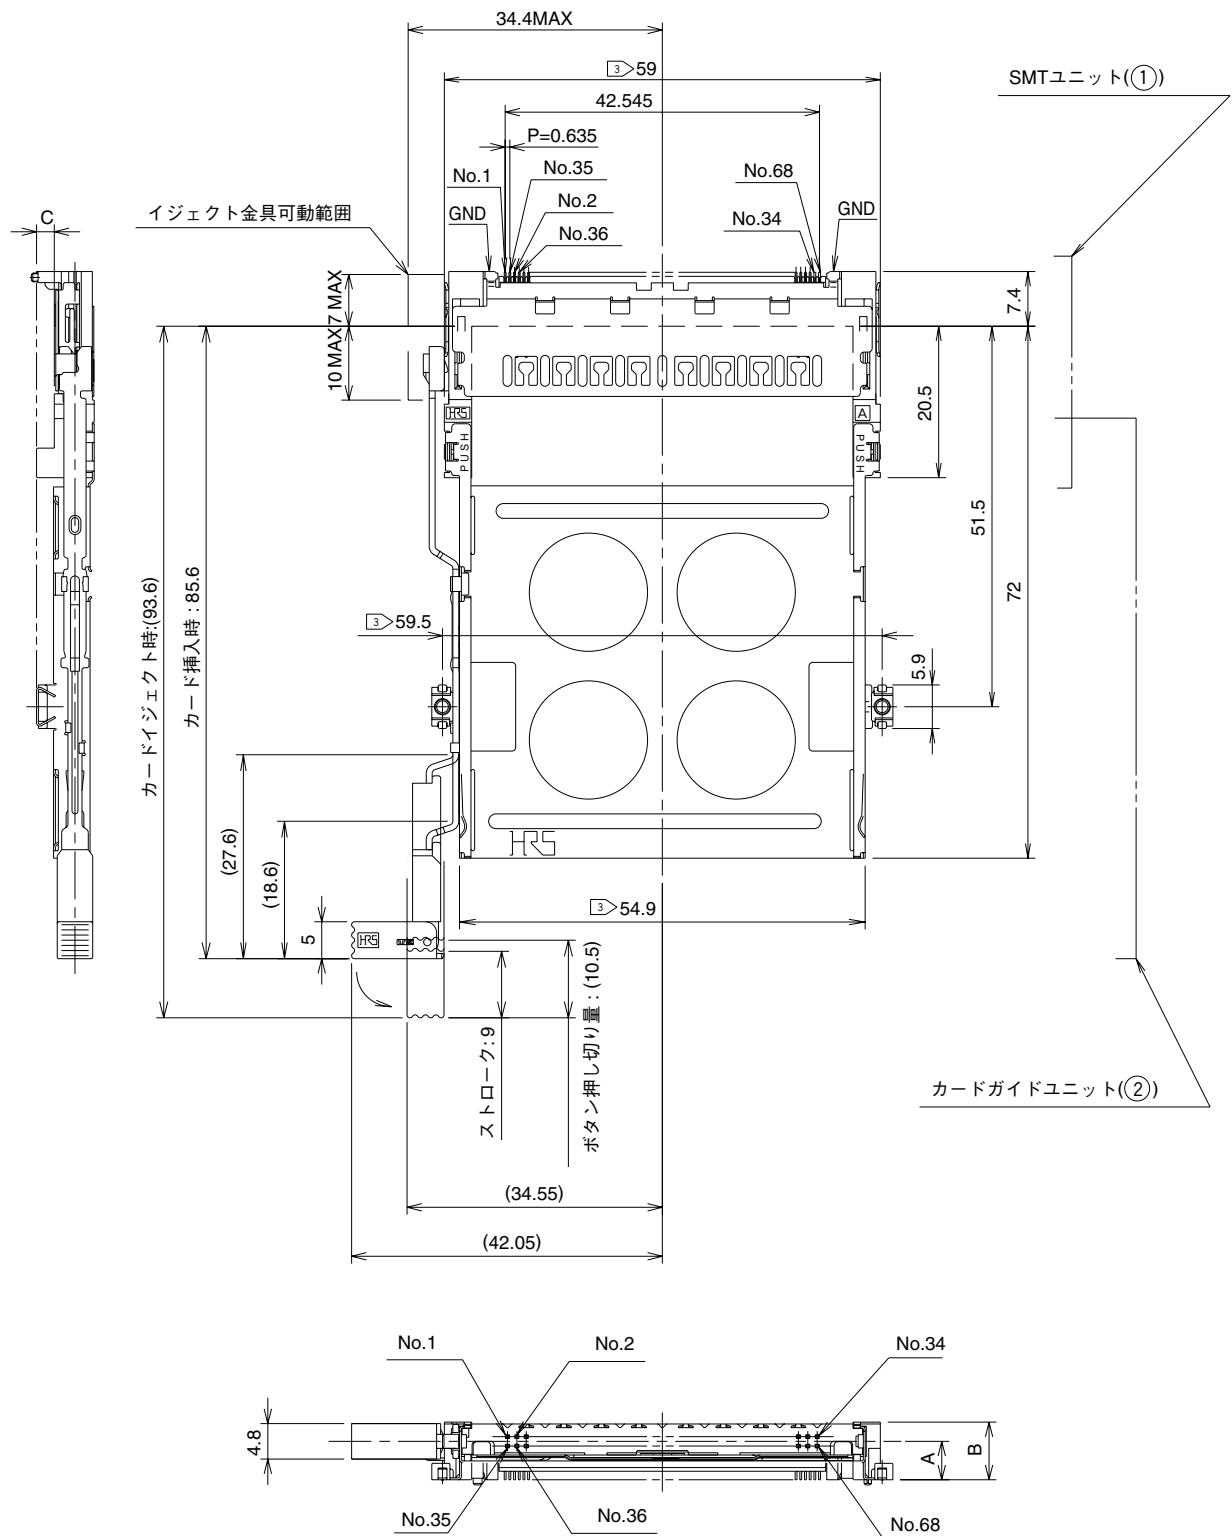 34.4MAX
3 59
SMTユニット(①)
42.545
P=0.635
No.1
No.35
No.68
C
イジェクト金具可動範囲
GND
No.2
No.34
GND
No.36
7 MAX
10 MAX
7.4
HRS
A
PUSH
PUSH
20.5
51.5
72
カードイジェクト時:(93.6)
カード挿入時:85.6
3 59.5
5.9
(27.6)
(18.6)
HRS
3 54.9
5
HRS
ストローク:9
ボタン押し切り量:(10.5)
カードガイドユニット(②)
(34.55)
(42.05)
No.1
No.2
No.34
4.8
A
B
No.35
No.36
No.68